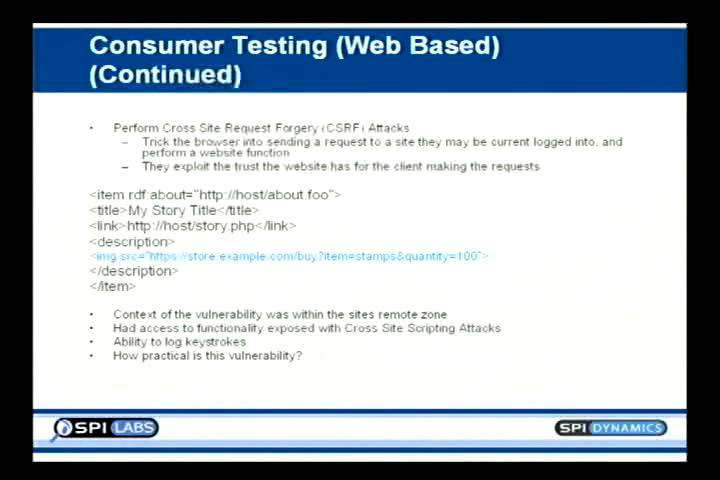 Consumer Testing (Web Based)
(Continued)
• Perform Cross Site Request Forgery (CSRF) Attacks
– Trick the browser into sending a request to a site they may be current logged into, and
perform a website function
– They exploit the trust the website has for the client making the requests
<item rdf:about="http://host/about.foo">
<title>My Story Title</title>
<link>http://host/story.php</link>
<description>
<img src="https://store.example.com/buy?item=stamps&quantity=100">
</description>
</item>
• Context of the vulnerability was within the sites remote zone
• Had access to functionality exposed with Cross Site Scripting Attacks
• Ability to log keystrokes
• How practical is this vulnerability?
SPI LABS
SPI DYNAMICS